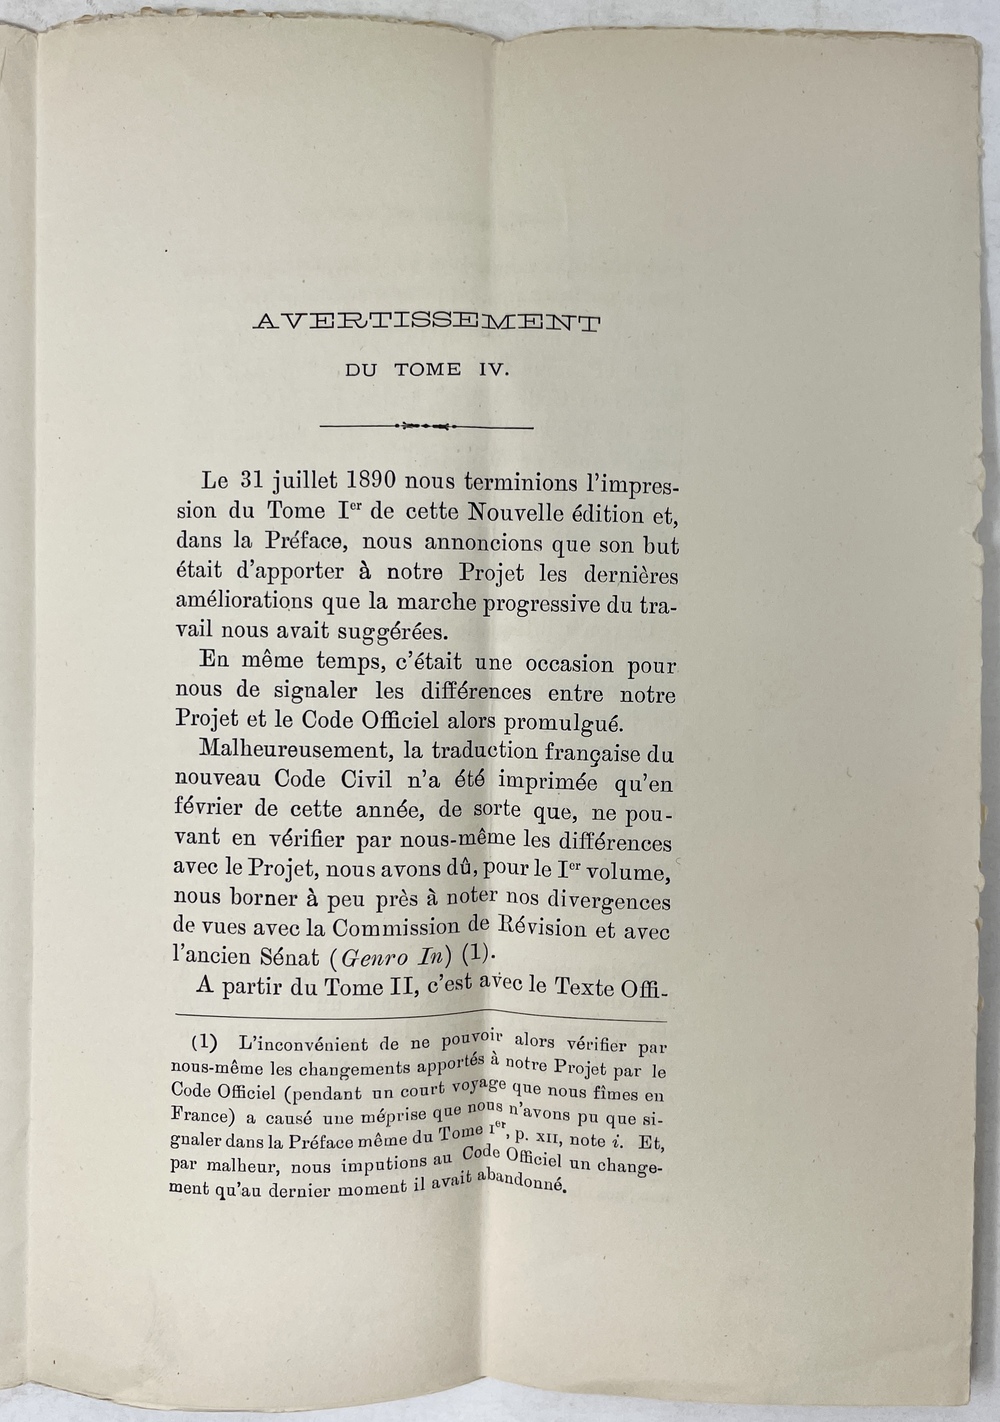 AVERTISSEMENT
DU TOME IV.
Le 31 juillet 1890 nous terminions l'impres-
sion du Tome Ier de cette Nouvelle édition et,
dans la Préface, nous annoncions que son but
était d'apporter à notre Projet les dernières
améliorations que la marche progressive du tra-
vail nous avait suggérées.
En même temps, c'était une occasion pour
nous de signaler les différences entre notre
Projet et le Code Officiel alors promulgué.
Malheureusement, la traduction française du
nouveau Code Civil n'a été imprimée qu'en
février de cette année, de sorte que, ne pou-
vant en vérifier par nous-même les différences
avec le Projet, nous avons dû, pour le Ier volume,
nous borner à peu près à noter nos divergences
de vues avec la Commission de Révision et avec
l'ancien Sénat (Genro In) (1).
A partir du Tome II, c'est avec le Texte Offi-
(1) L'inconvénient de ne pouvoir alors vérifier par
nous-même les changements apportés à notre Projet par le
Code Officiel (pendant un court voyage que nous fîmes en
France) a causé une méprise que nous n'avons pu que si-
gnaler dans la Préface même du Tome Ier, p. XII, note i. Et,
par malheur, nous imputions au Code Officiel un change-
ment qu'au dernier moment il avait abandonné.